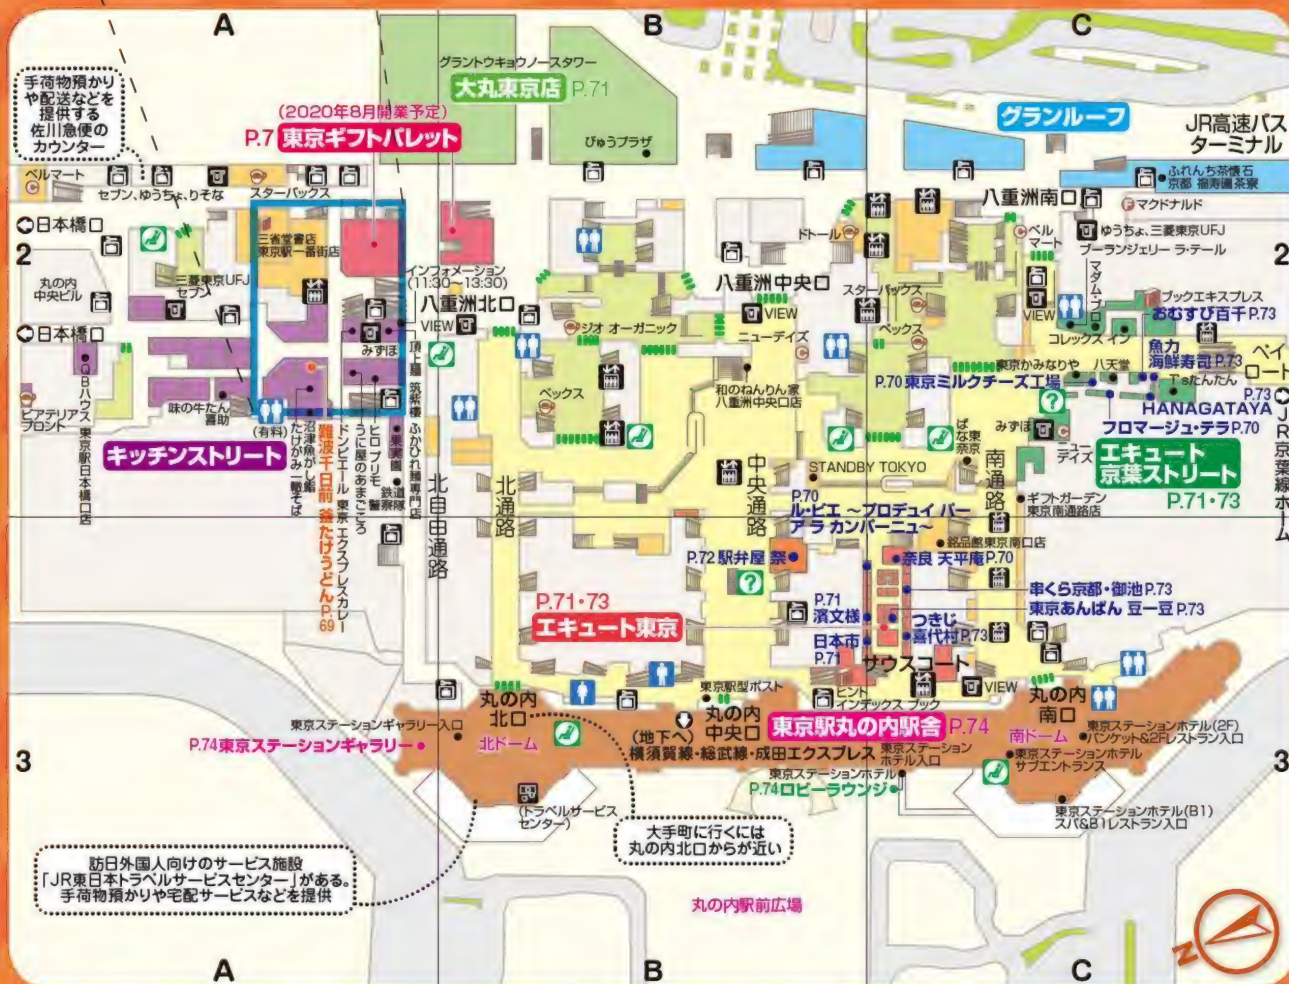 A
B
C
手荷物預かり
や配送などを
提供する
佐川急便の
カウンター
グラントウキョウノースタワー
大丸東京店 P.71
(2020年8月開業予定)
P.7 東京ギフトパレット
びゅうプラザ
グランルーフ
JR高速バス
ターミナル
ふれんち茶懐石
京都 福寿園茶寮
マクドナルド
ベルマート
セブン、ゆうちょ、りそな
スターバックス
日本橋口
三省堂書店
東京駅一番街店
八重洲南口
ドトール
ベル
マート
ゆうちょ、三菱東京UFJ
ブーランジェリー ラ・テール
2
2
丸の内
中央ビル
三菱東京UFJ
セブン
インフォメーション
(11:30〜13:30)
八重洲北口
VIEW
八重洲中央口
VIEW
スターバックス
VIEW
マダム・ブロ
ブックエキスプレス
おむすび百千 P.73
日本橋口
みずほ
ジオ オーガニック
ニューデイズ
ベックス
コレックス イン
魚力
海鮮寿司 P.73
ベイ
ロート
QBハウス 東京駅日本橋口店
頂上麺 筑紫樓 ふかひれ麺専門店
東京かみなりや
八天堂
T'sたんたん
P.70 東京ミルクチーズ工場
P.73
HANAGATAYA
フロマージュ・テラ P.70
ピアテリアス
プロント
味の牛たん
喜助
ベックス
和のねんりん家
八重洲中央口店
みずほ
ニュー
デイズ
エキュート
京葉ストリート
P.71・73
JR京葉線ホーム
キッチンストリート
(有料)
たけがみ一轍そば
沼津魚がし鮨
難波千日前 釜たけうどん P.69
ドンピエール 東京 エクスプレスカレー
うに屋のあまごころ
ヒロプリモ
警察
鉄道
警察隊
果実園
北自由通路
北通路
中央通路
南通路
ばな奈
東京
STANDBY TOKYO
ギフトガーデン
東京南通路店
P.70
ル・ビエ 〜プロデュイ パー
ア ラ カンパーニュ〜
銘品館東京南口店
P.72 駅弁屋 祭
奈良 天平庵 P.70
P.71・73
エキュート東京
P.71
濱文様
日本市
P.71
串くら京都・御池 P.73
東京あんぱん 豆一豆 P.73
つきじ
喜代村 P.73
サウスコート
VIEW
東京駅型ポスト
ヒント
インデックス ブック
丸の内
北口
丸の内
中央口
丸の内
南口
東京ステーションギャラリー入口
P.74東京ステーションギャラリー
北ドーム
(地下へ)
横須賀線・総武線・成田エクスプレス
東京駅丸の内駅舎 P.74
南ドーム
東京ステーションホテル(2F)
バンケット&2Fレストラン入口
東京ステーション
ホテル入口
東京ステーションホテル
サブエントランス
3
3
東京ステーションホテル
P.74ロビーラウンジ
(トラベルサービス
センター)
東京ステーションホテル(B1)
スパ&B1レストラン入口
大手町に行くには
丸の内北口からが近い
訪日外国人向けのサービス施設
「JR東日本トラベルサービスセンター」がある。
手荷物預かりや宅配サービスなどを提供
丸の内駅前広場
A
B
C
N